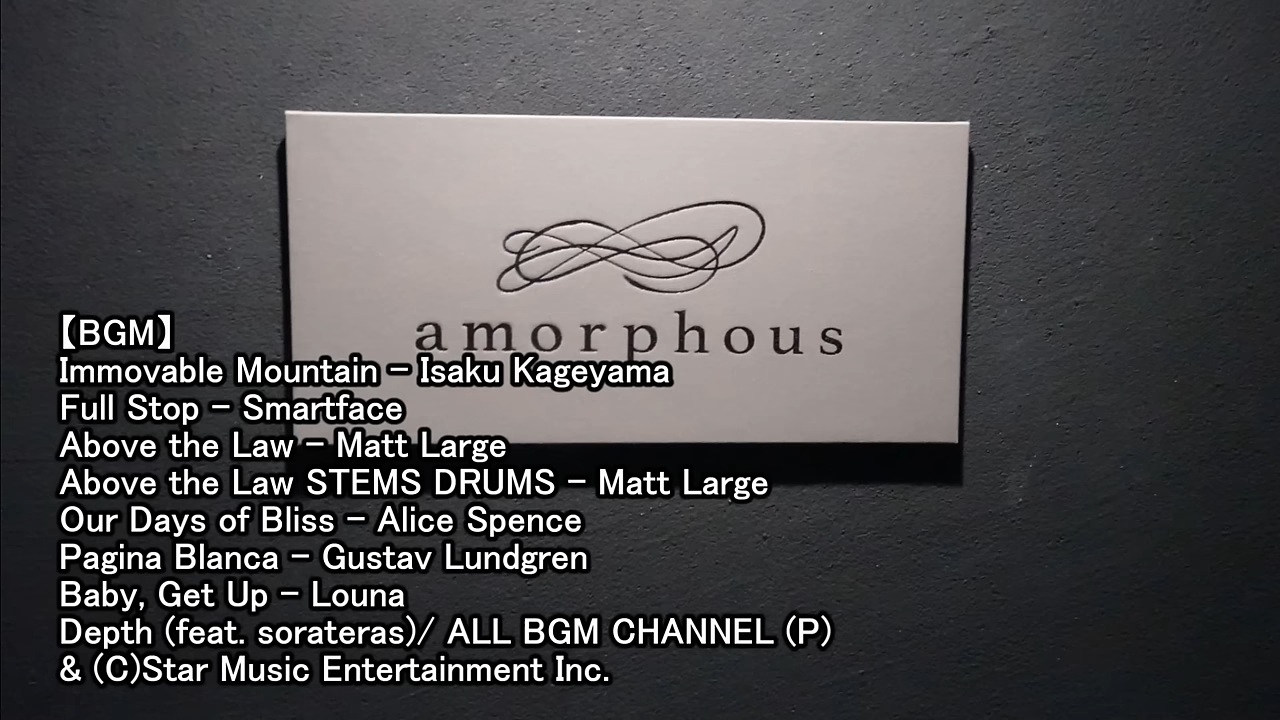 amorphous
【BGM】
Immovable Mountain – Isaku Kageyama
Full Stop – Smartface
Above the Law – Matt Large
Above the Law STEMS DRUMS – Matt Large
Our Days of Bliss – Alice Spence
Pagina Blanca – Gustav Lundgren
Baby, Get Up – Louna
Depth (feat. sorateras)/ ALL BGM CHANNEL (P)
& (C)Star Music Entertainment Inc.